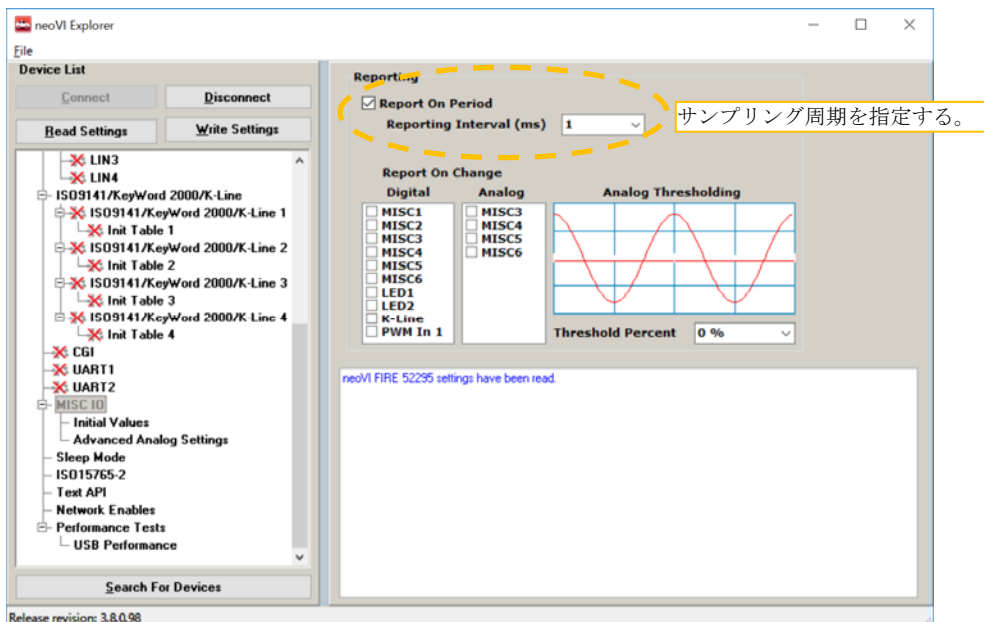 neoVI Explorer
File
Device List
Connect
Disconnect
Read Settings
Write Settings
LIN3
LIN4
ISO9141/KeyWord 2000/K-Line
ISO9141/KeyWord 2000/K-Line 1
Init Table 1
ISO9141/KeyWord 2000/K-Line 2
Init Table 2
ISO9141/KeyWord 2000/K-Line 3
Init Table 3
ISO9141/KeyWord 2000/K-Line 4
Init Table 4
CGI
UART1
UART2
MISC IO
Initial Values
Advanced Analog Settings
Sleep Mode
ISO15765-2
Text API
Network Enables
Performance Tests
USB Performance
Search For Devices
Release revision: 3.8.0.98
Reporting
Report On Period
Reporting Interval (ms) 1
サンプリング周期を指定する。
Report On Change
Digital
MISC1
MISC2
MISC3
MISC4
MISC5
MISC6
LED1
LED2
K-Line
PWM In 1
Analog
MISC3
MISC4
MISC5
MISC6
Analog Thresholding
Threshold Percent 0 %
neoVI FIRE 52295 settings have been read.